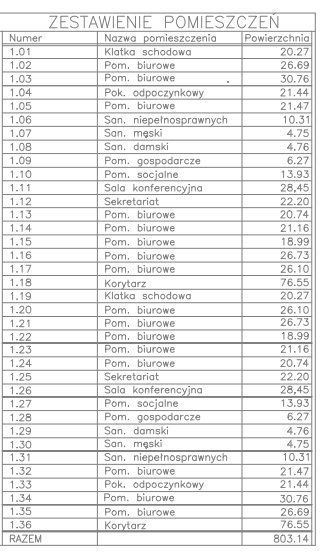 ZESTAWIENIE POMIESZCZEŃ
Numer Nazwa pomieszczenia Powierzchnia
1.01 Klatka schodowa 20.27
1.02 Pom. biurowe 26.69
1.03 Pom. biurowe 30.76
1.04 Pok. odpoczynkowy 21.44
1.05 Pom. biurowe 21.47
1.06 San. niepełnosprawnych 10.31
1.07 San. męski 4.75
1.08 San. damski 4.76
1.09 Pom. gospodarcze 6.27
1.10 Pom. socjalne 13.93
1.11 Sala konferencyjna 28,45
1.12 Sekretariat 22.20
1.13 Pom. biurowe 20.74
1.14 Pom. biurowe 21.16
1.15 Pom. biurowe 18.99
1.16 Pom. biurowe 26.73
1.17 Pom. biurowe 26.10
1.18 Korytarz 76.55
1.19 Klatka schodowa 20.27
1.20 Pom. biurowe 26.10
1.21 Pom. biurowe 26.73
1.22 Pom. biurowe 18.99
1.23 Pom. biurowe 21.16
1.24 Pom. biurowe 20.74
1.25 Sekretariat 22.20
1.26 Sala konferencyjna 28,45
1.27 Pom. socjalne 13.93
1.28 Pom. gospodarcze 6.27
1.29 San. damski 4.76
1.30 San. męski 4.75
1.31 San. niepełnosprawnych 10.31
1.32 Pom. biurowe 21.47
1.33 Pok. odpoczynkowy 21.44
1.34 Pom. biurowe 30.76
1.35 Pom. biurowe 26.69
1.36 Korytarz 76.55
RAZEM 803.14